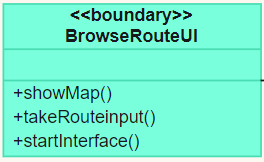 <<boundary>>
BrowseRouteUI
+showMap()
+takeRouteinput()
+startInterface()